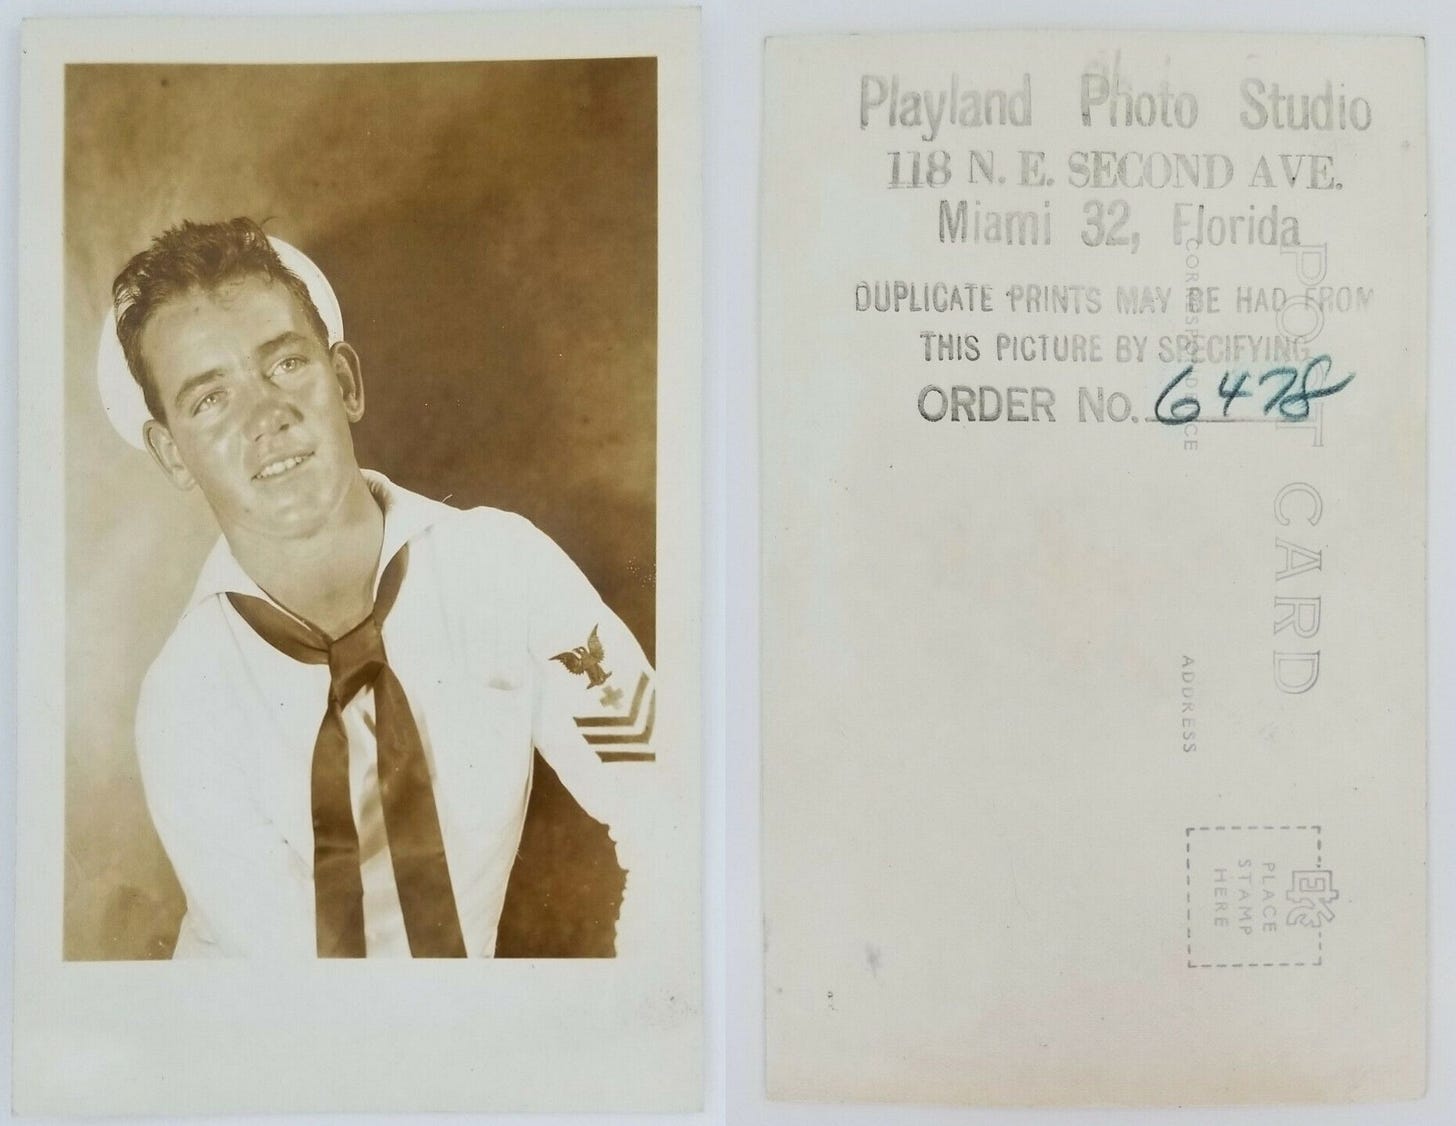 Playland Photo Studio
118 N. E. SECOND AVE.
Miami 32, Florida
DUPLICATE PRINTS MAY BE HAD FROM
THIS PICTURE BY SPECIFYING
ORDER No. 6478
POST CARD
CORRESPONDENCE
ADDRESS
PLACE
STAMP
HERE